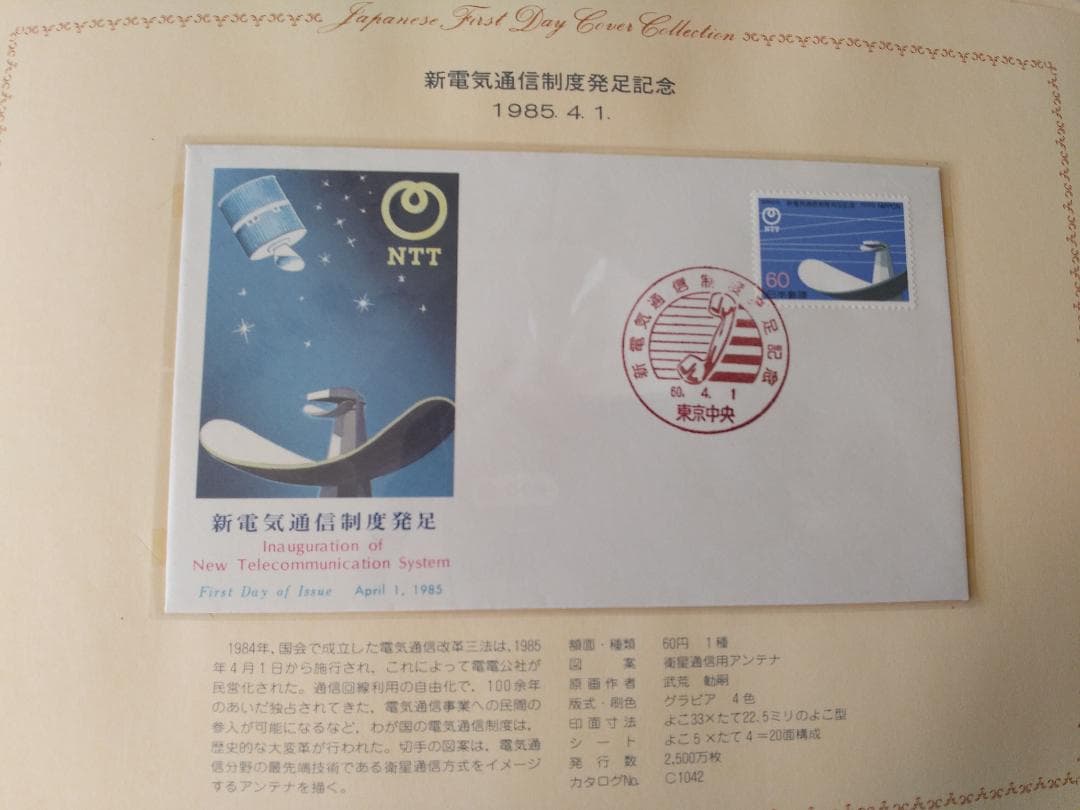 Japanese First Day Cover Collection
新電気通信制度発足記念
1985. 4. 1.
NTT
NTT
60
日本郵便
新電気通信制度発足記念
60. 4. 1
東京中央
新電気通信制度発足
Inauguration of
New Telecommunication System
First Day of Issue April 1, 1985
1984年,国会で成立した電気通信改革三法は,1985
年4月1日から施行され,これによって電電公社が
民営化された。通信回線利用の自由化で,100余年
のあいだ独占されてきた,電気通信事業への民間の
参入が可能になるなど,わが国の電気通信制度は,
歴史的な大変革が行われた。切手の図案は,電気通
信分野の最先端技術である衛星通信方式をイメージ
するアンテナを描く。
額面・種類 60円 1種
図案 衛星通信用アンテナ
原画作者 武荒 勧嗣
版式・刷色 グラビア 4色
印面寸法 よこ33×たて22.5ミリのよこ型
シート よこ5×たて4=20面構成
発行数 2,500万枚
カタログNo. C1042